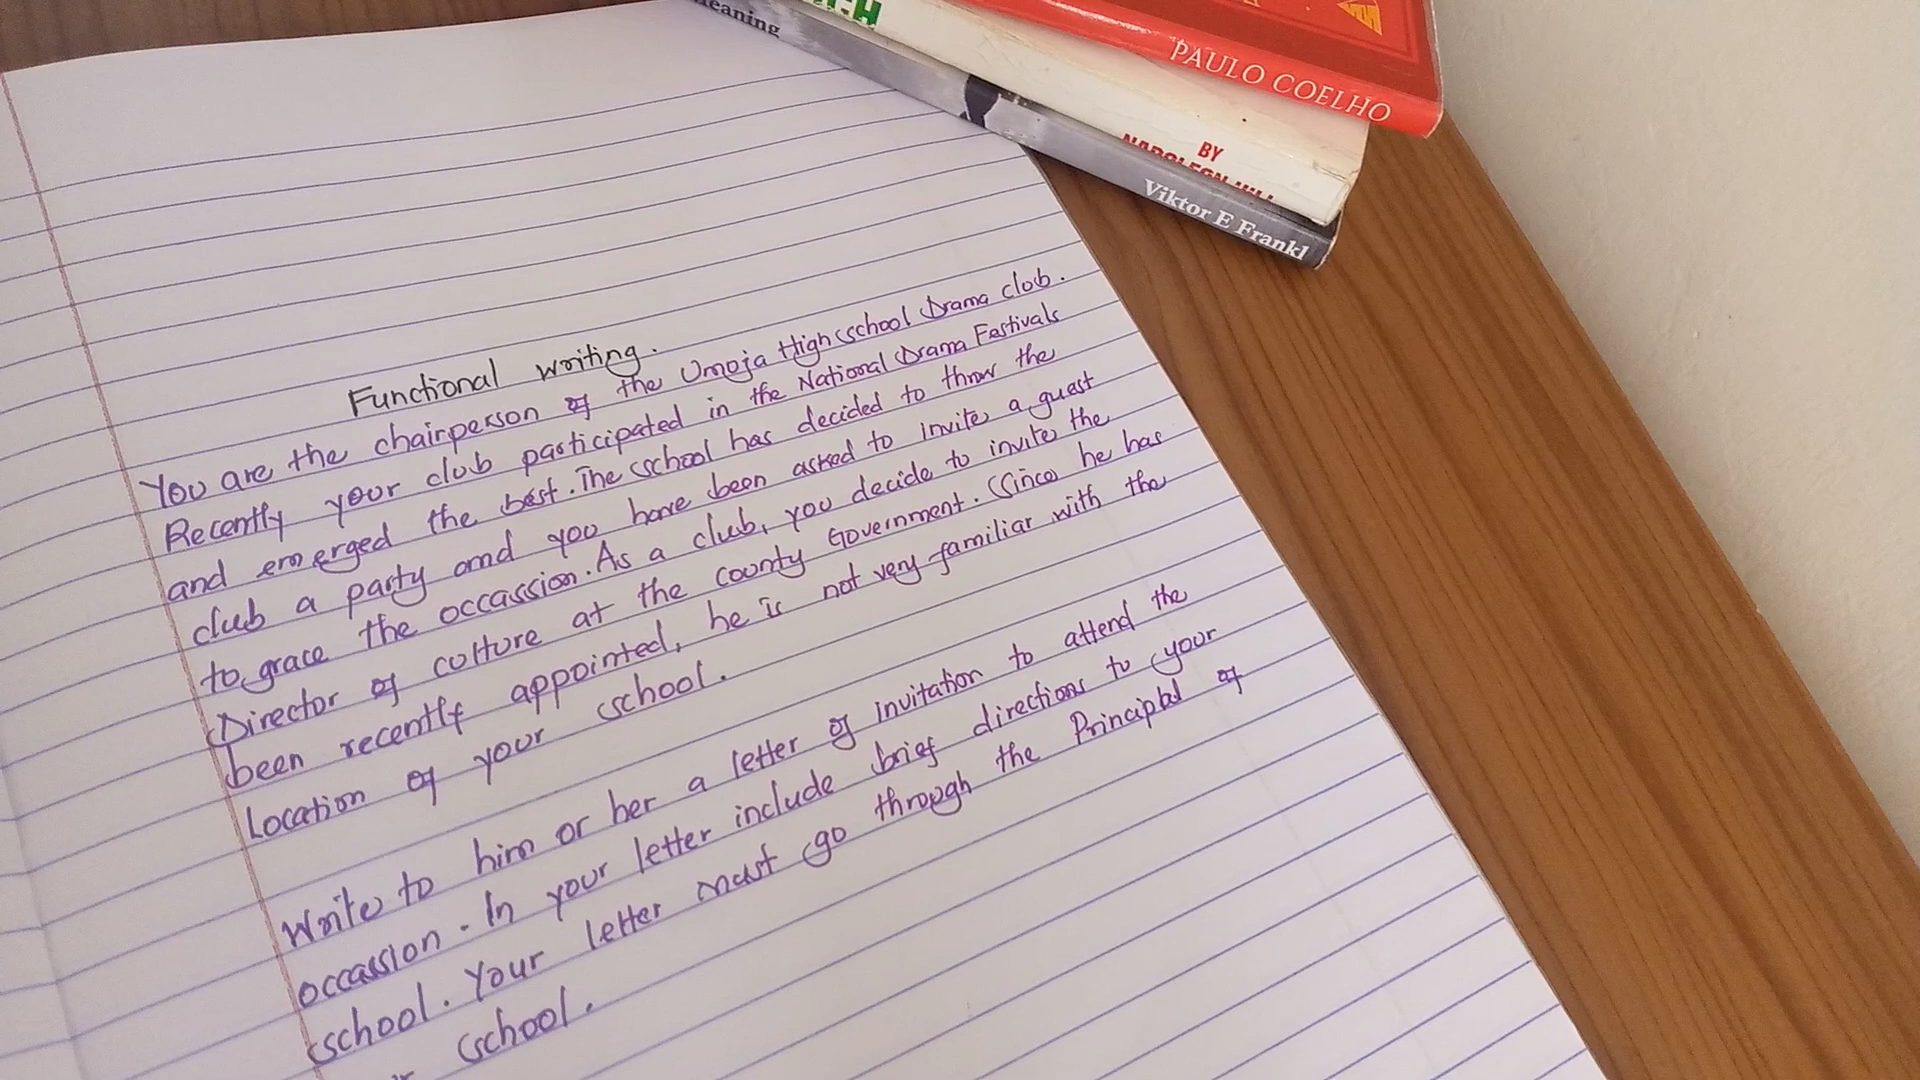 PAULO COELHO
BY
NAPOLEON HILL
Viktor E Frankl
Functional writing.
You are the chairperson of the Umoja High school Drama club.
Recently your club participated in the National Drama Festivals
and emerged the best. The school has decided to throw the
club a party and you have been asked to invite a guest
to grace the occassion. As a club, you decide to invite the
Director of culture at the county Government. Since he has
been recently appointed, he is not very familiar with the
Location of your school.
Write to him or her a letter of invitation to attend the
occassion. In your letter include brief directions to your
school. Your letter must go through the Principal of
school.